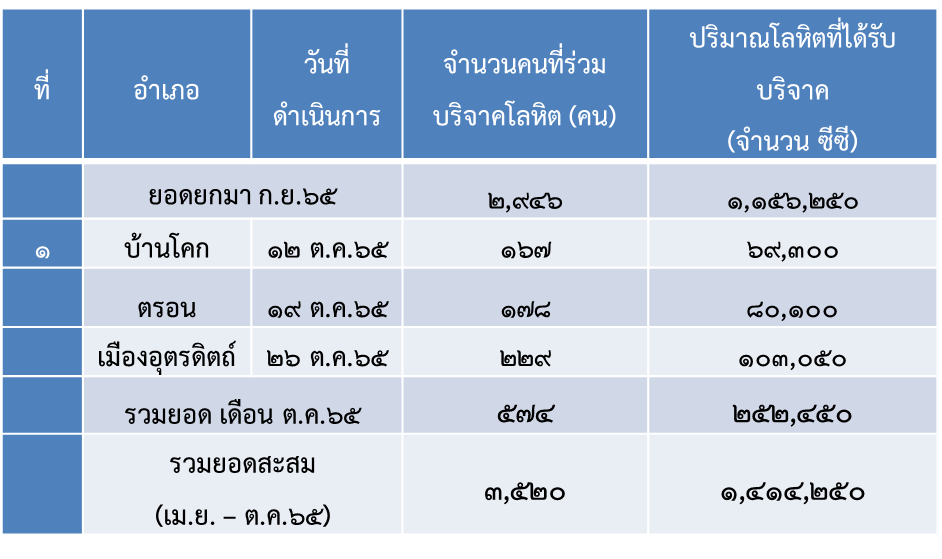 ที่
อำเภอ
วันที่
ดำเนินการ
จำนวนคนที่ร่วม
บริจาคโลหิต (คน)
ปริมาณโลหิตที่ได้รับ
บริจาค
(จำนวน ซีซี)
ยอดยกมา ก.ย.๖๕ ๒,๙๔๖ ๑,๑๕๖,๒๕๐
๑ บ้านโคก ๑๒ ต.ค.๖๕ ๑๖๗ ๖๙,๓๐๐
ตรอน ๑๙ ต.ค.๖๕ ๑๗๘ ๘๐,๑๐๐
เมืองอุตรดิตถ์ ๒๖ ต.ค.๖๕ ๒๒๙ ๑๐๓,๐๕๐
รวมยอด เดือน ต.ค.๖๕ ๕๗๔ ๒๕๒,๔๕๐
รวมยอดสะสม
(เม.ย. – ต.ค.๖๕) ๓,๕๒๐ ๑,๔๑๔,๒๕๐